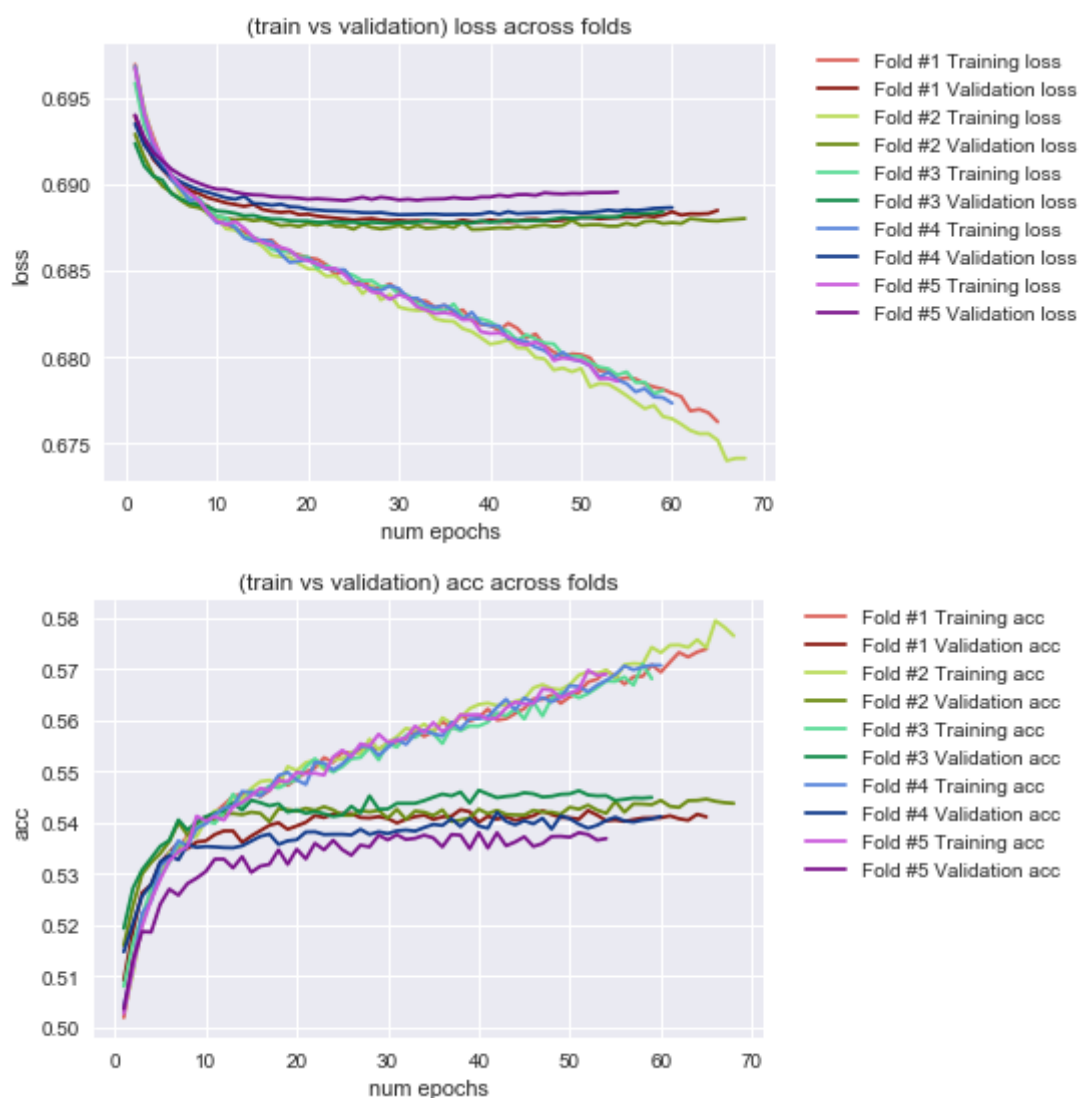 (train vs validation) loss across folds
0.695
0.690
0.685
0.680
0.675
loss
0 10 20 30 40 50 60 70
num epochs
Fold #1 Training loss
Fold #1 Validation loss
Fold #2 Training loss
Fold #2 Validation loss
Fold #3 Training loss
Fold #3 Validation loss
Fold #4 Training loss
Fold #4 Validation loss
Fold #5 Training loss
Fold #5 Validation loss
(train vs validation) acc across folds
0.58
0.57
0.56
0.55
0.54
0.53
0.52
0.51
0.50
acc
0 10 20 30 40 50 60 70
num epochs
Fold #1 Training acc
Fold #1 Validation acc
Fold #2 Training acc
Fold #2 Validation acc
Fold #3 Training acc
Fold #3 Validation acc
Fold #4 Training acc
Fold #4 Validation acc
Fold #5 Training acc
Fold #5 Validation acc